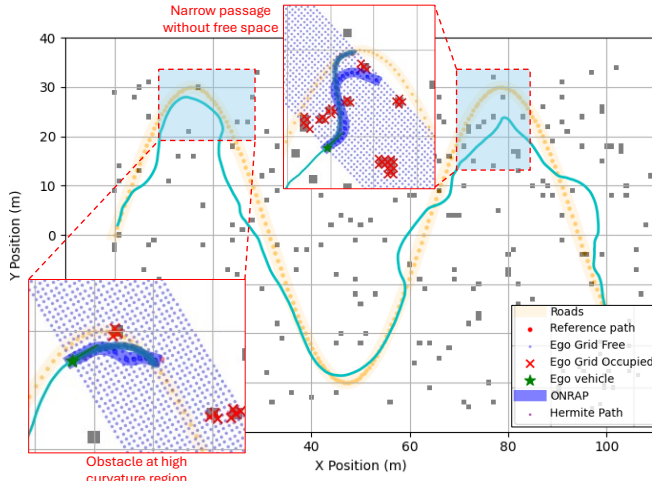 Narrow passage
without free space
40
30
20
10
0
Y Position (m)
Roads
Reference path
Ego Grid Free
Ego Grid Occupied
Ego vehicle
ONRAP
Hermite Path
40
60
80
100
X Position (m)
Obstacle at high
curvature region